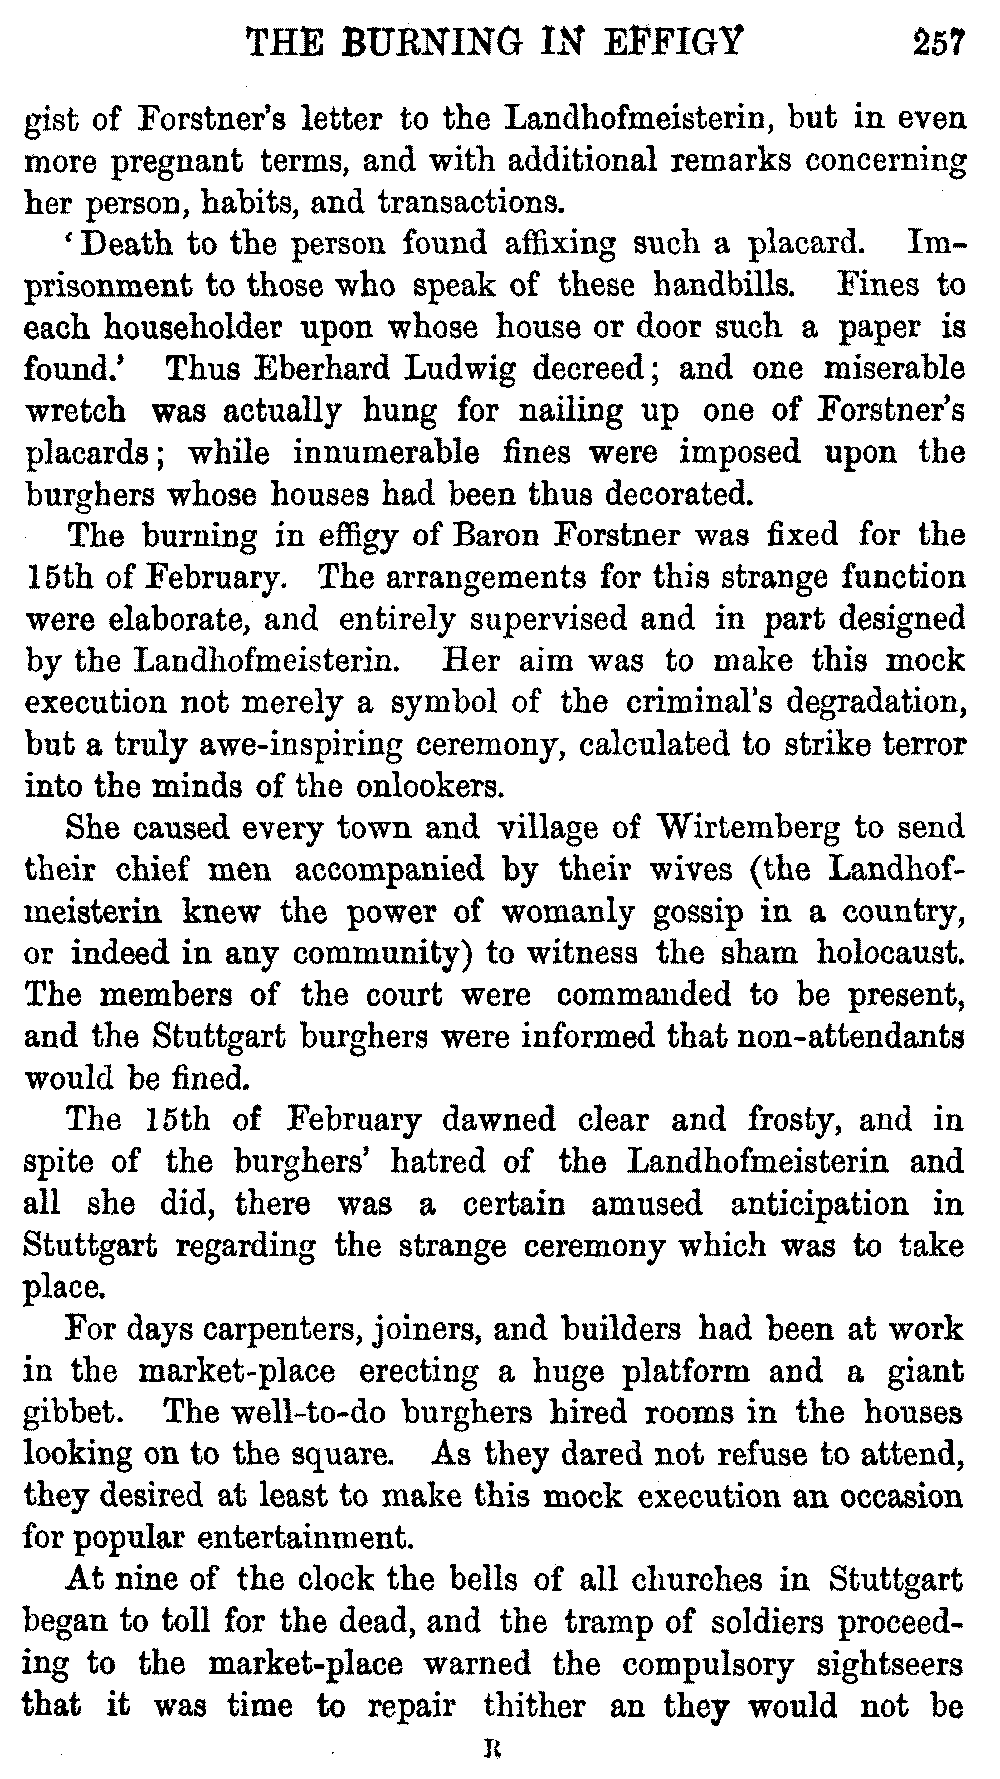 THE BURNING IN EFFIGY 257
gist of Forstner's letter to the Landhofmeisterin, but in even
more pregnant terms, and with additional remarks concerning
her person, habits, and transactions.
‘Death to the person found affixing such a placard. Im-
prisonment to those who speak of these handbills. Fines to
each householder upon whose house or door such a paper is
found.’ Thus Eberhard Ludwig decreed; and one miserable
wretch was actually hung for nailing up one of Forstner's
placards; while innumerable fines were imposed upon the
burghers whose houses had been thus decorated.
The burning in effigy of Baron Forstner was fixed for the
15th of February. The arrangements for this strange function
were elaborate, and entirely supervised and in part designed
by the Landhofmeisterin. Her aim was to make this mock
execution not merely a symbol of the criminal's degradation,
but a truly awe-inspiring ceremony, calculated to strike terror
into the minds of the onlookers.
She caused every town and village of Wirtemberg to send
their chief men accompanied by their wives (the Landhof-
meisterin knew the power of womanly gossip in a country,
or indeed in any community) to witness the sham holocaust.
The members of the court were commanded to be present,
and the Stuttgart burghers were informed that non-attendants
would be fined.
The 15th of February dawned clear and frosty, and in
spite of the burghers' hatred of the Landhofmeisterin and
all she did, there was a certain amused anticipation in
Stuttgart regarding the strange ceremony which was to take
place.
For days carpenters, joiners, and builders had been at work
in the market-place erecting a huge platform and a giant
gibbet. The well-to-do burghers hired rooms in the houses
looking on to the square. As they dared not refuse to attend,
they desired at least to make this mock execution an occasion
for popular entertainment.
At nine of the clock the bells of all churches in Stuttgart
began to toll for the dead, and the tramp of soldiers proceed-
ing to the market-place warned the compulsory sightseers
that it was time to repair thither an they would not be
R